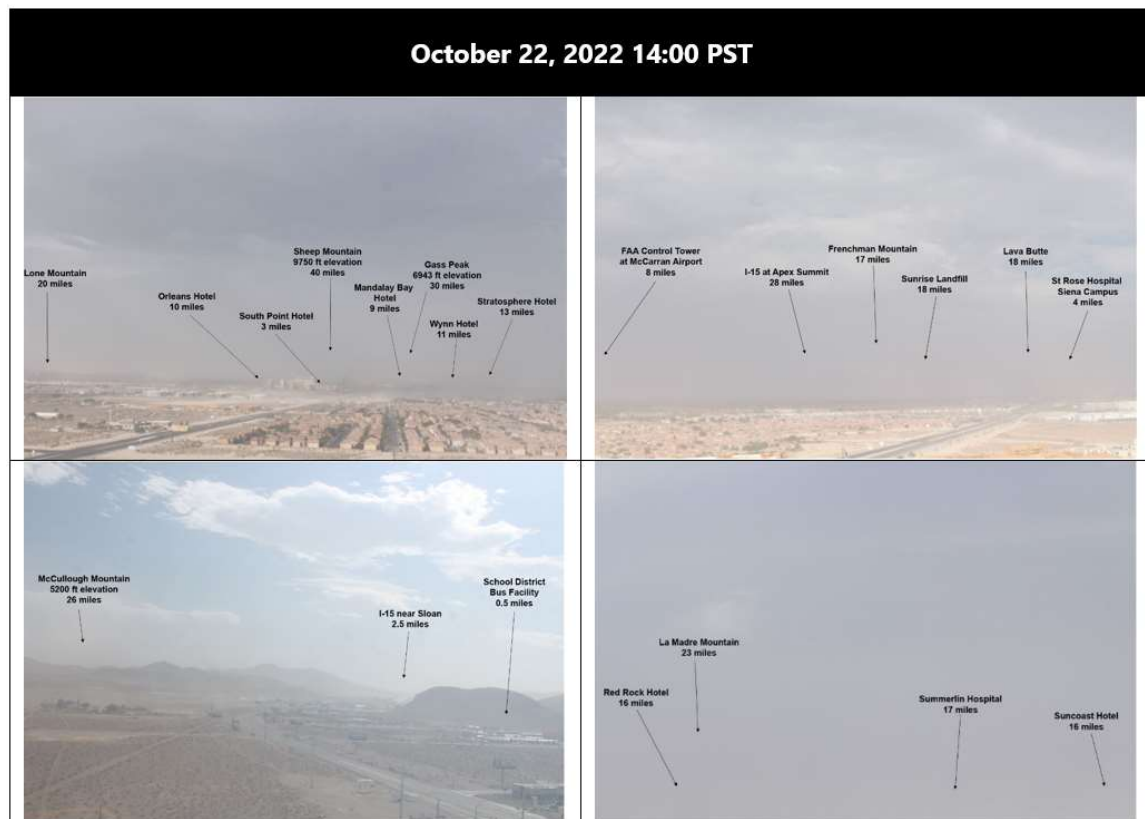 October 22, 2022 14:00 PST
Lone Mountain
20 miles
Orleans Hotel
10 miles
South Point Hotel
3 miles
Sheep Mountain
9750 ft elevation
40 miles
Mandalay Bay
Hotel
9 miles
Gass Peak
6943 ft elevation
30 miles
Wynn Hotel
11 miles
Stratosphere Hotel
13 miles
FAA Control Tower
at McCarran Airport
8 miles
I-15 at Apex Summit
28 miles
Frenchman Mountain
17 miles
Sunrise Landfill
18 miles
Lava Butte
18 miles
St Rose Hospital
Siena Campus
4 miles
McCullough Mountain
5200 ft elevation
26 miles
I-15 near Sloan
2.5 miles
School District
Bus Facility
0.5 miles
Red Rock Hotel
16 miles
La Madre Mountain
23 miles
Summerlin Hospital
17 miles
Suncoast Hotel
16 miles